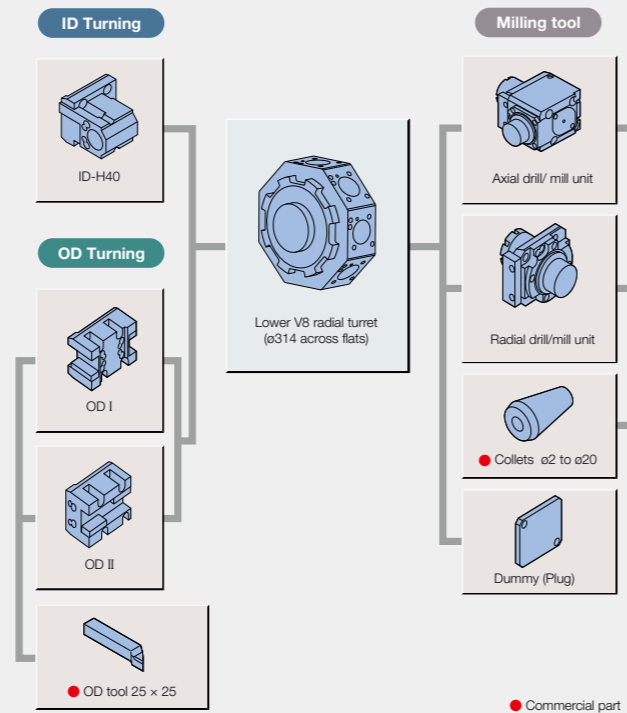 ID Turning
ID-H40
OD Turning
OD I
OD II
● OD tool 25 × 25
Lower V8 radial turret
(ø314 across flats)
Milling tool
Axial drill/ mill unit
Radial drill/mill unit
● Collets ø2 to ø20
Dummy (Plug)
● Commercial part